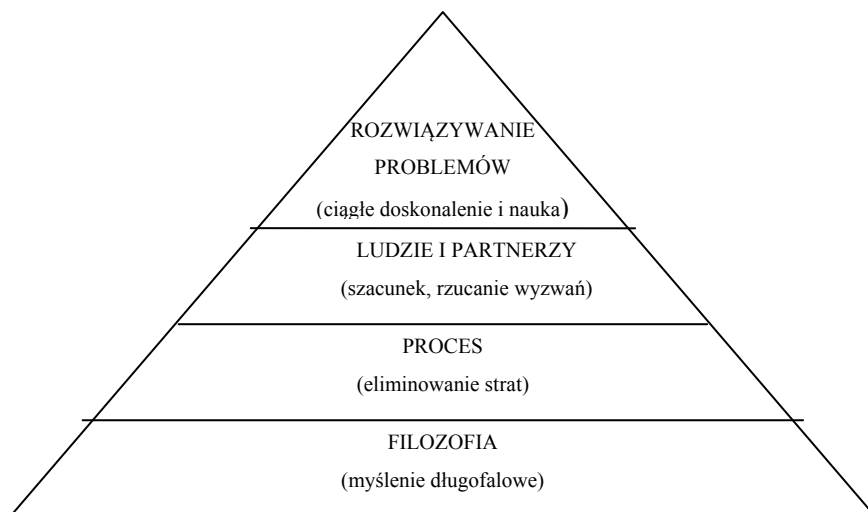 ROZWIĄZYWANIE
PROBLEMÓW
(ciągłe doskonalenie i nauka)
LUDZIE I PARTNERZY
(szacunek, rzucanie wyzwań)
PROCES
(eliminowanie strat)
FILOZOFIA
(myślenie długofalowe)